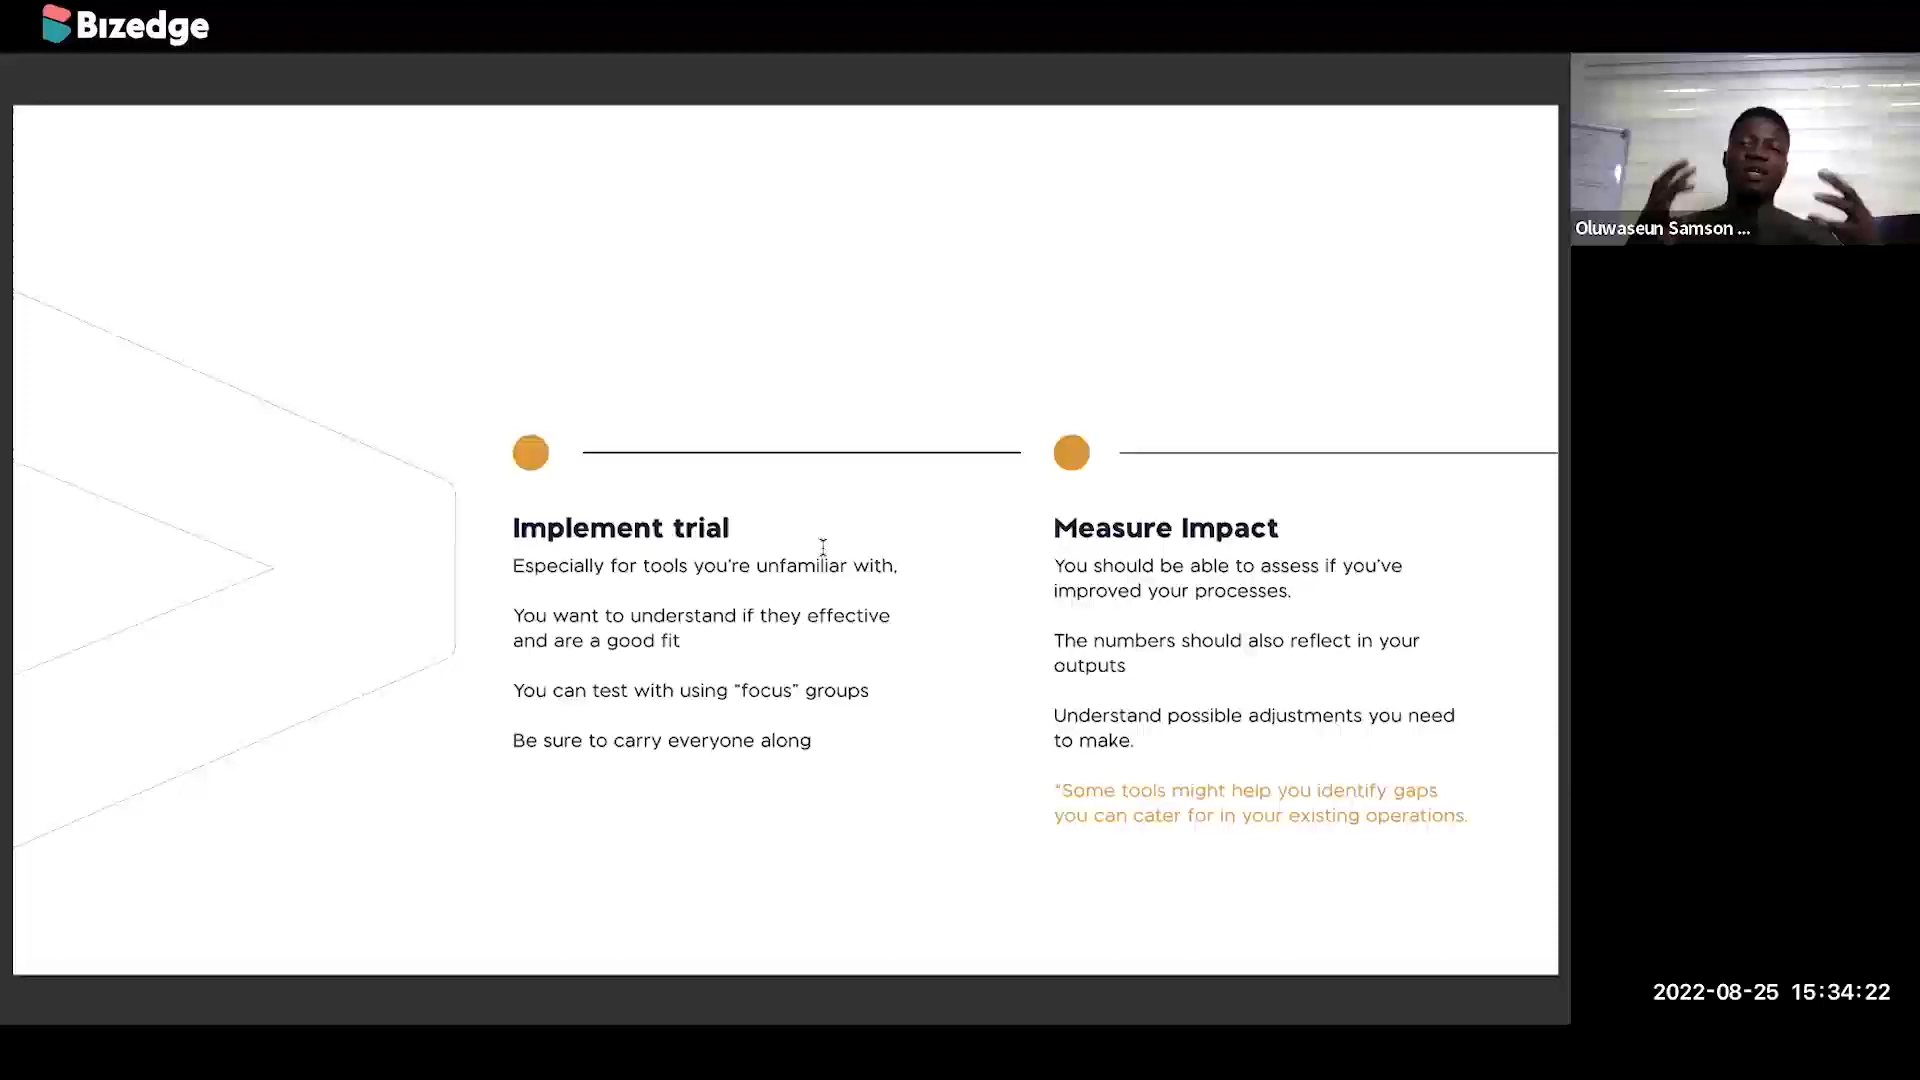 Bizedge
Oluwaseun Samson ...
Implement trial
Especially for tools you're unfamiliar with,
You want to understand if they effective
and are a good fit
You can test with using "focus" groups
Be sure to carry everyone along
Measure Impact
You should be able to assess if you've
improved your processes.
The numbers should also reflect in your
outputs
Understand possible adjustments you need
to make.
*Some tools might help you identify gaps
you can cater for in your existing operations.
2022-08-25 15:34:22